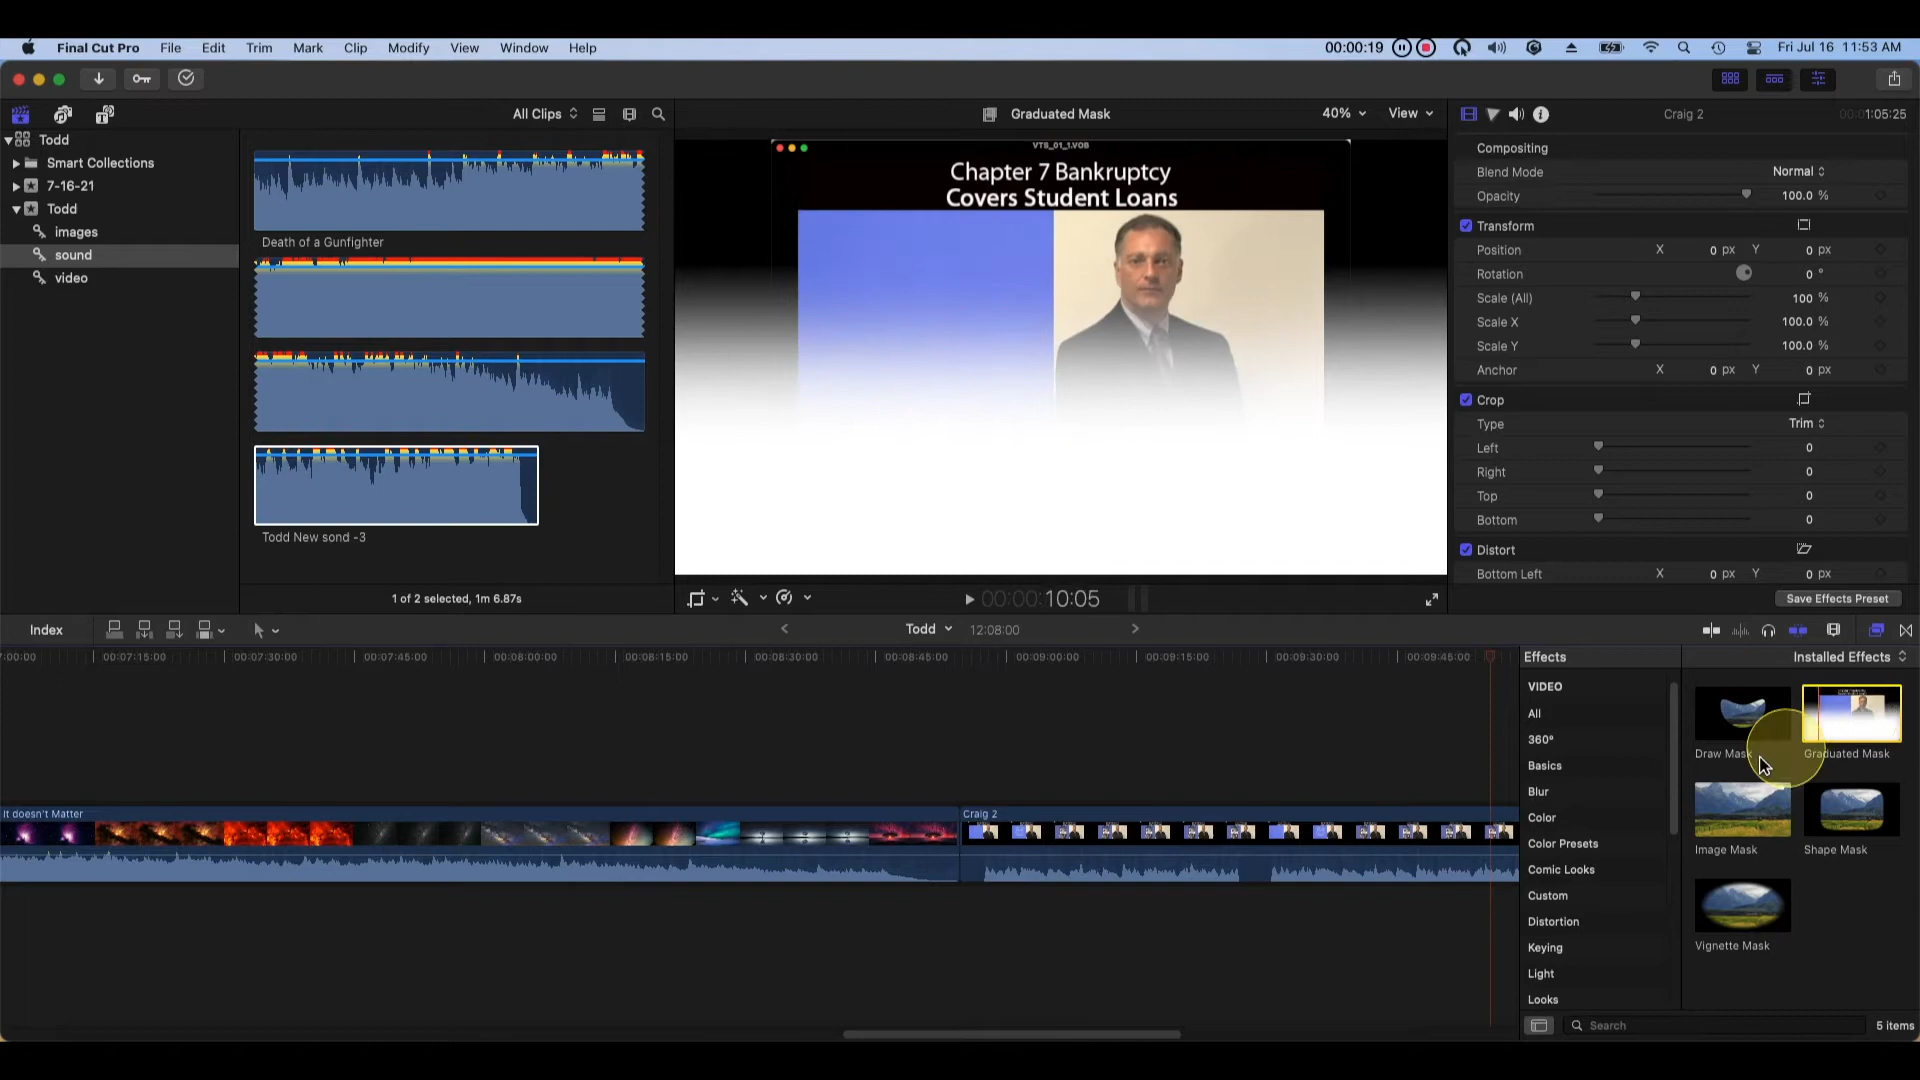 Final Cut Pro File Edit Trim Mark Clip Modify View Window Help 00:00:19 Fri Jul 16 11:53 AM
All Clips
Graduated Mask 40% View
Craig 2 1:05:25
Todd
Smart Collections
7-16-21
Todd
images
sound
video
Death of a Gunfighter
Todd New sond -3
1 of 2 selected, 1m 6.87s
VTS_01_1.VOB
Chapter 7 Bankruptcy
Covers Student Loans
00:00:10:05
Compositing
Blend Mode Normal
Opacity 100.0 %
Transform
Position X 0 px Y 0 px
Rotation 0 °
Scale (All) 100 %
Scale X 100.0 %
Scale Y 100.0 %
Anchor X 0 px Y 0 px
Crop
Type Trim
Left 0
Right 0
Top 0
Bottom 0
Distort
Bottom Left X 0 px Y 0 px
Save Effects Preset
Index
Todd 12:08:00
:00:00 00:07:15:00 00:07:30:00 00:07:45:00 00:08:00:00 00:08:15:00 00:08:30:00 00:08:45:00 00:09:00:00 00:09:15:00 00:09:30:00 00:09:45:00
It doesn't Matter
Craig 2
Effects Installed Effects
VIDEO
All
360°
Basics
Blur
Color
Color Presets
Comic Looks
Custom
Distortion
Keying
Light
Looks
Draw Mask Graduated Mask
Image Mask Shape Mask
Vignette Mask
Search 5 items